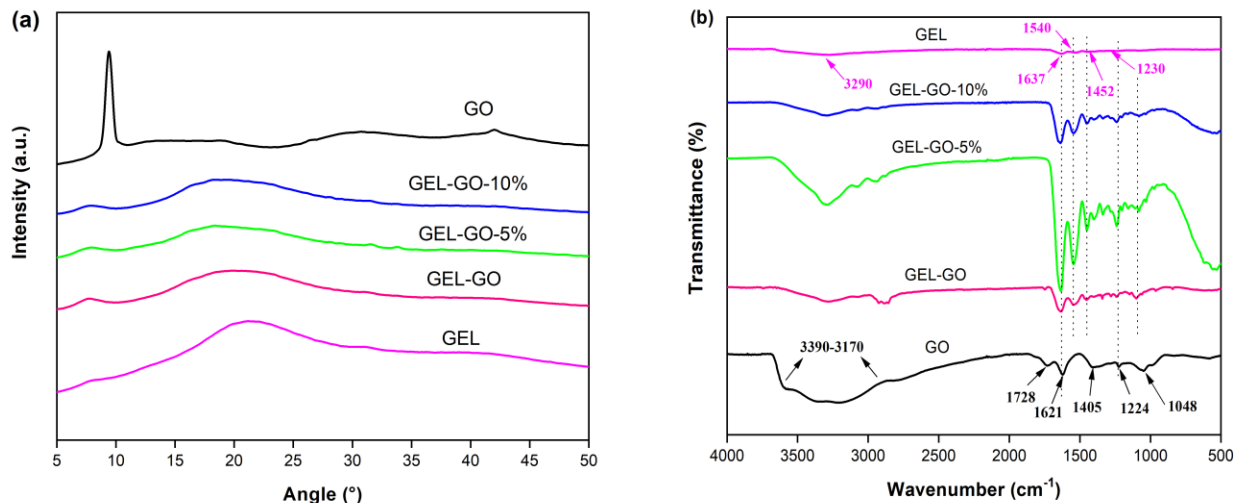 (a)
GO
GEL-GO-10%
GEL-GO-5%
GEL-GO
GEL
Intensity (a.u.)
5 10 15 20 25 30 35 40 45 50
Angle (°)
(b)
GEL
1540
3290
1637
1452
1230
GEL-GO-10%
GEL-GO-5%
GEL-GO
GO
3390-3170
1728
1621
1405
1224
1048
Transmittance (%)
4000 3500 3000 2500 2000 1500 1000 500
Wavenumber (cm⁻¹)